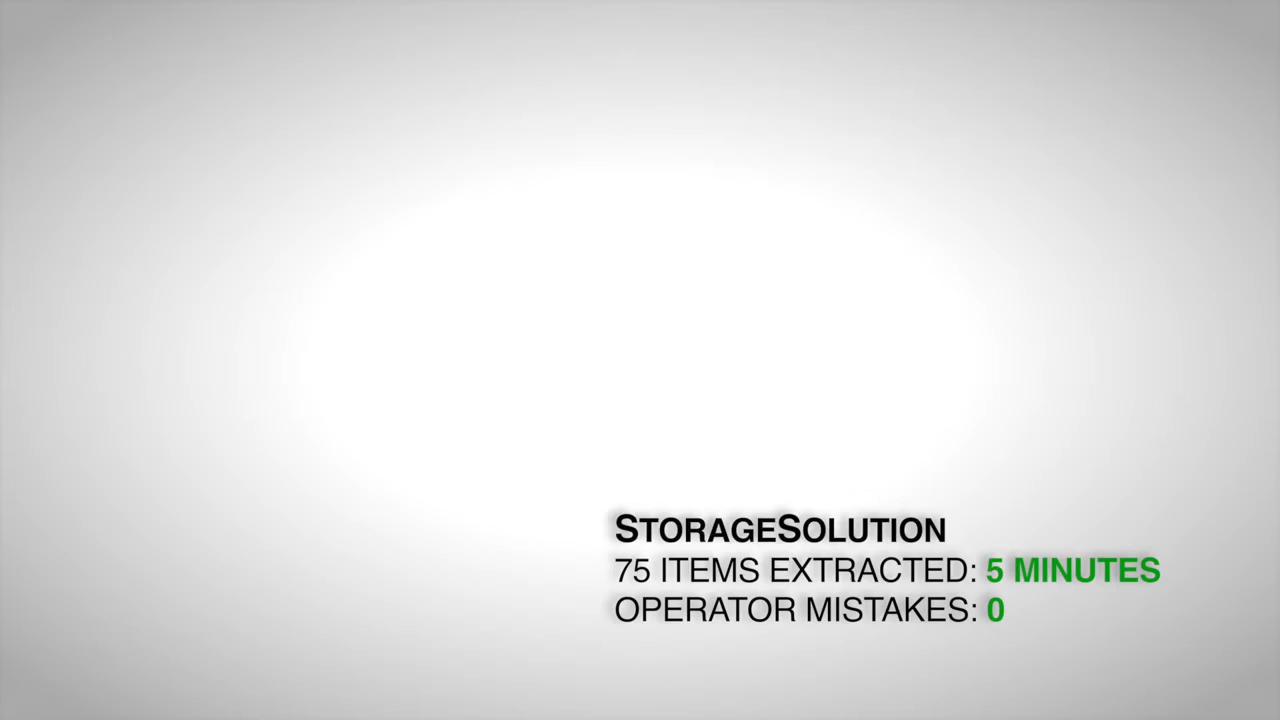 STORAGESOLUTION
75 ITEMS EXTRACTED: 5 MINUTES
OPERATOR MISTAKES: 0